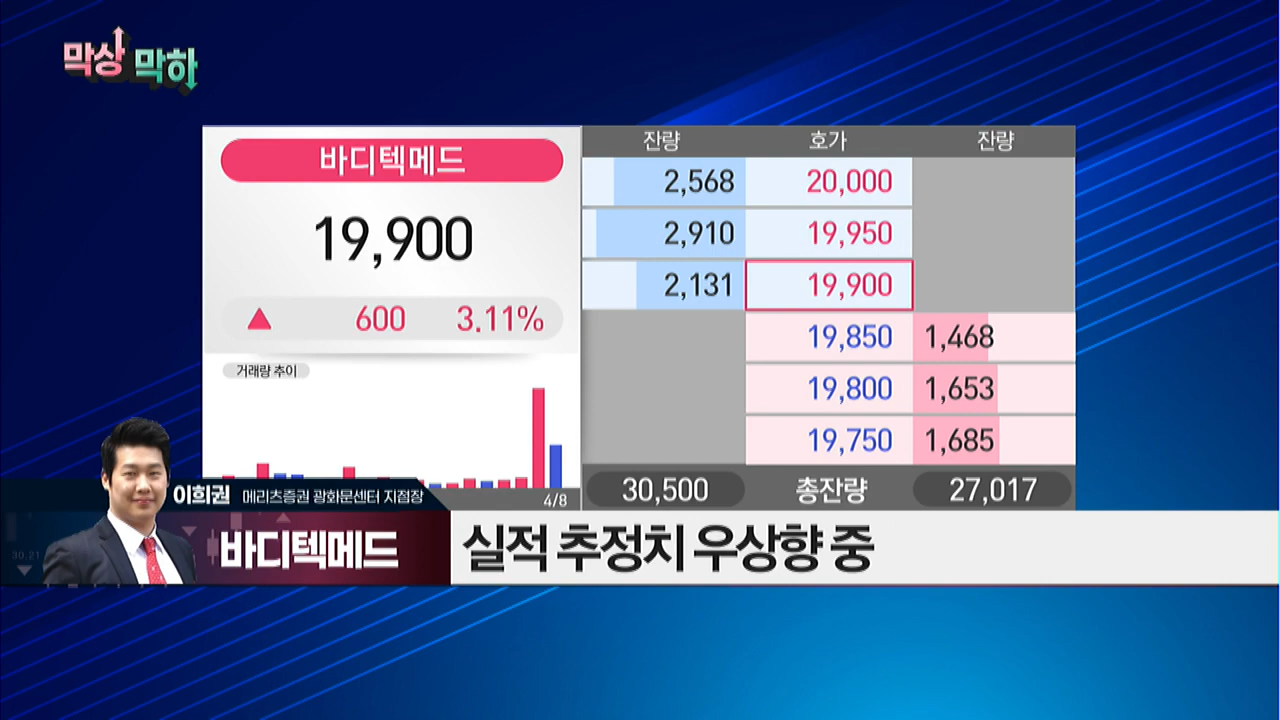 막상 막하
바디텍메드
19,900
▲ 600 3.11%
거래량 추이
4/8
잔량 호가 잔량
2,568 20,000
2,910 19,950
2,131 19,900
19,850 1,468
19,800 1,653
19,750 1,685
30,500 총잔량 27,017
이희권 메리츠증권 광화문센터 지점장
바디텍메드
실적 추정치 우상향 중